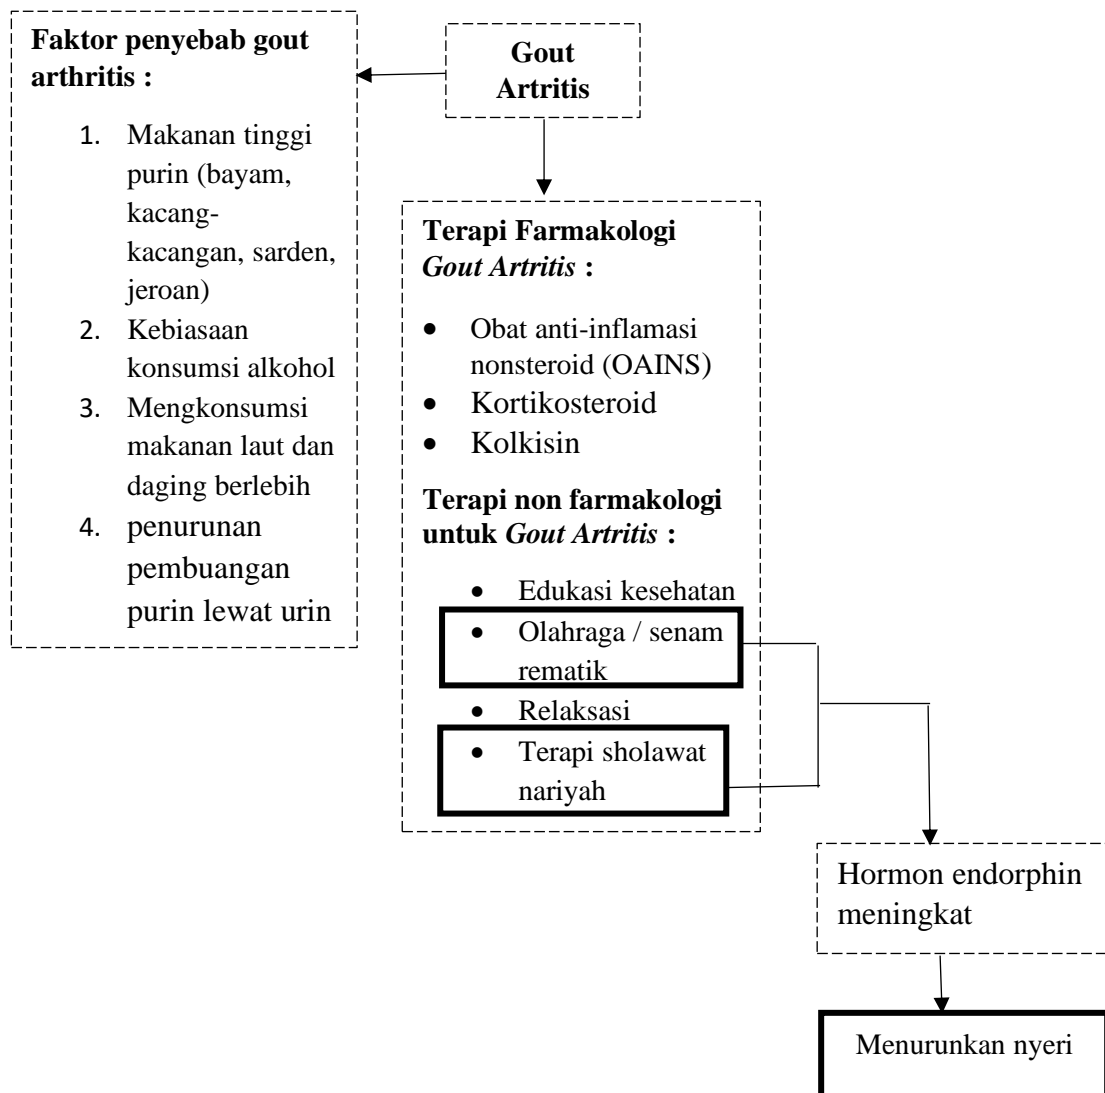 Faktor penyebab gout
arthritis :
1. Makanan tinggi
purin (bayam,
kacang-
kacangan, sarden,
jeroan)
2. Kebiasaan
konsumsi alkohol
3. Mengkonsumsi
makanan laut dan
daging berlebih
4. penurunan
pembuangan
purin lewat urin
Gout
Artritis
Terapi Farmakologi
Gout Artritis :
• Obat anti-inflamasi
nonsteroid (OAINS)
• Kortikosteroid
• Kolkisin
Terapi non farmakologi
untuk Gout Artritis :
• Edukasi kesehatan
• Olahraga / senam
rematik
• Relaksasi
• Terapi sholawat
nariyah
Hormon endorphin
meningkat
Menurunkan nyeri